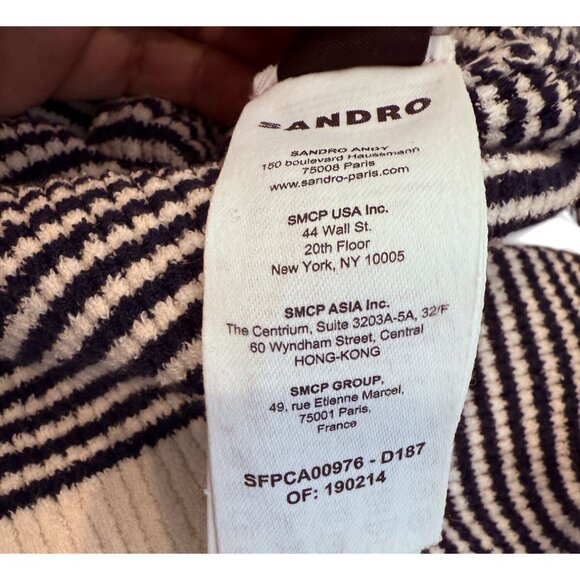 SANDRO
SANDRO ANDY
150 boulevard Haussmann
75008 Paris
www.sandro-paris.com
SMCP USA Inc.
44 Wall St.
20th Floor
New York, NY 10005
SMCP ASIA Inc.
The Centrium, Suite 3203A-5A, 32/F
60 Wyndham Street, Central
HONG-KONG
SMCP GROUP,
49, rue Etienne Marcel,
75001 Paris,
France
SFPCA00976 - D187
OF: 190214